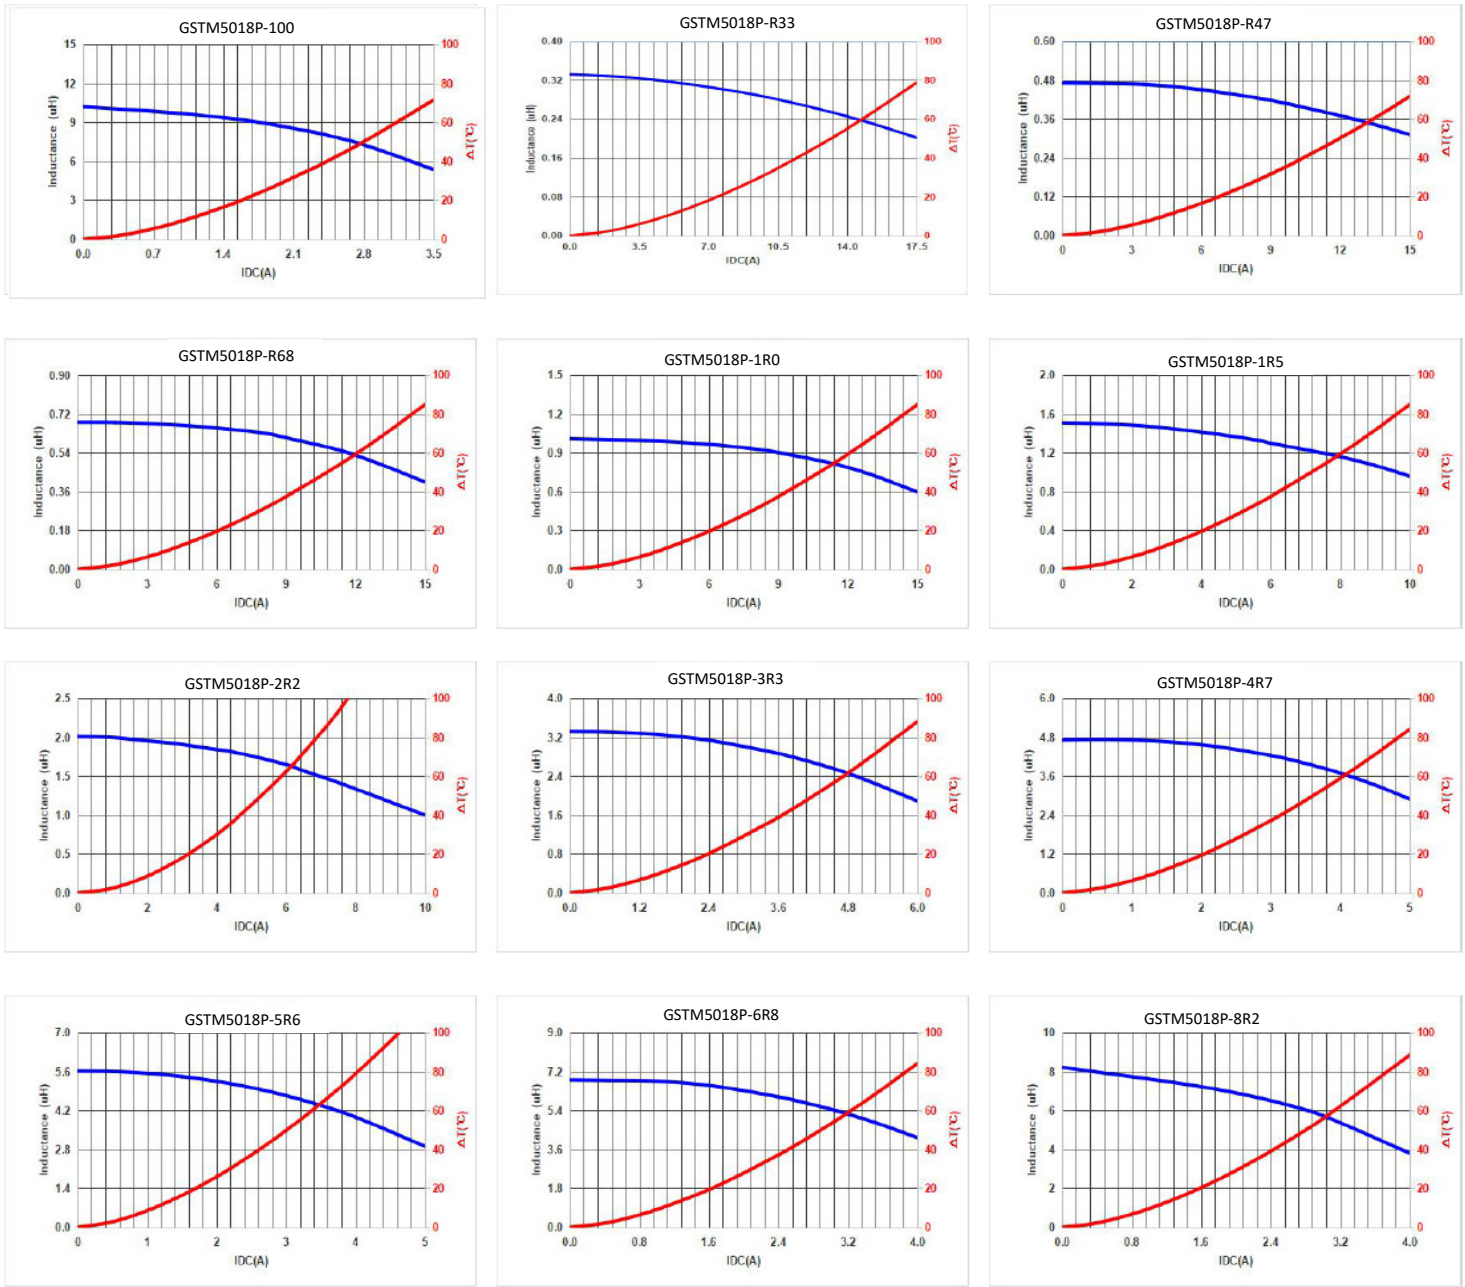 GSTM5018P-100
15
12
9
6
3
0
Inductance (uH)
100
80
60
40
20
0
ΔT(℃)
0.0 0.7 1.4 2.1 2.8 3.5
IDC(A)
GSTM5018P-R33
0.40
0.32
0.24
0.16
0.08
0.00
Inductance (uH)
100
80
60
40
20
0
ΔT(℃)
0.0 3.5 7.0 10.5 14.0 17.5
IDC(A)
GSTM5018P-R47
0.60
0.48
0.36
0.24
0.12
0.00
Inductance (uH)
100
80
60
40
20
0
ΔT(℃)
0 3 6 9 12 15
IDC(A)
GSTM5018P-R68
0.90
0.72
0.54
0.36
0.18
0.00
Inductance (uH)
100
80
60
40
20
0
ΔT(℃)
0 3 6 9 12 15
IDC(A)
GSTM5018P-1R0
1.5
1.2
0.9
0.6
0.3
0.0
Inductance (uH)
100
80
60
40
20
0
ΔT(℃)
0 3 6 9 12 15
IDC(A)
GSTM5018P-1R5
2.0
1.6
1.2
0.8
0.4
0.0
Inductance (uH)
100
80
60
40
20
0
ΔT(℃)
0 2 4 6 8 10
IDC(A)
GSTM5018P-2R2
2.5
2.0
1.5
1.0
0.5
0.0
Inductance (uH)
100
80
60
40
20
0
ΔT(℃)
0 2 4 6 8 10
IDC(A)
GSTM5018P-3R3
4.0
3.2
2.4
1.6
0.8
0.0
Inductance (uH)
100
80
60
40
20
0
ΔT(℃)
0.0 1.2 2.4 3.6 4.8 6.0
IDC(A)
GSTM5018P-4R7
6.0
4.8
3.6
2.4
1.2
0.0
Inductance (uH)
100
80
60
40
20
0
ΔT(℃)
0 1 2 3 4 5
IDC(A)
GSTM5018P-5R6
7.0
5.6
4.2
2.8
1.4
0.0
Inductance (uH)
100
80
60
40
20
0
ΔT(℃)
0 1 2 3 4 5
IDC(A)
GSTM5018P-6R8
9.0
7.2
5.4
3.6
1.8
0.0
Inductance (uH)
100
80
60
40
20
0
ΔT(℃)
0.0 0.8 1.6 2.4 3.2 4.0
IDC(A)
GSTM5018P-8R2
10
8
6
4
2
0
Inductance (uH)
100
80
60
40
20
0
ΔT(℃)
0.0 0.8 1.6 2.4 3.2 4.0
IDC(A)